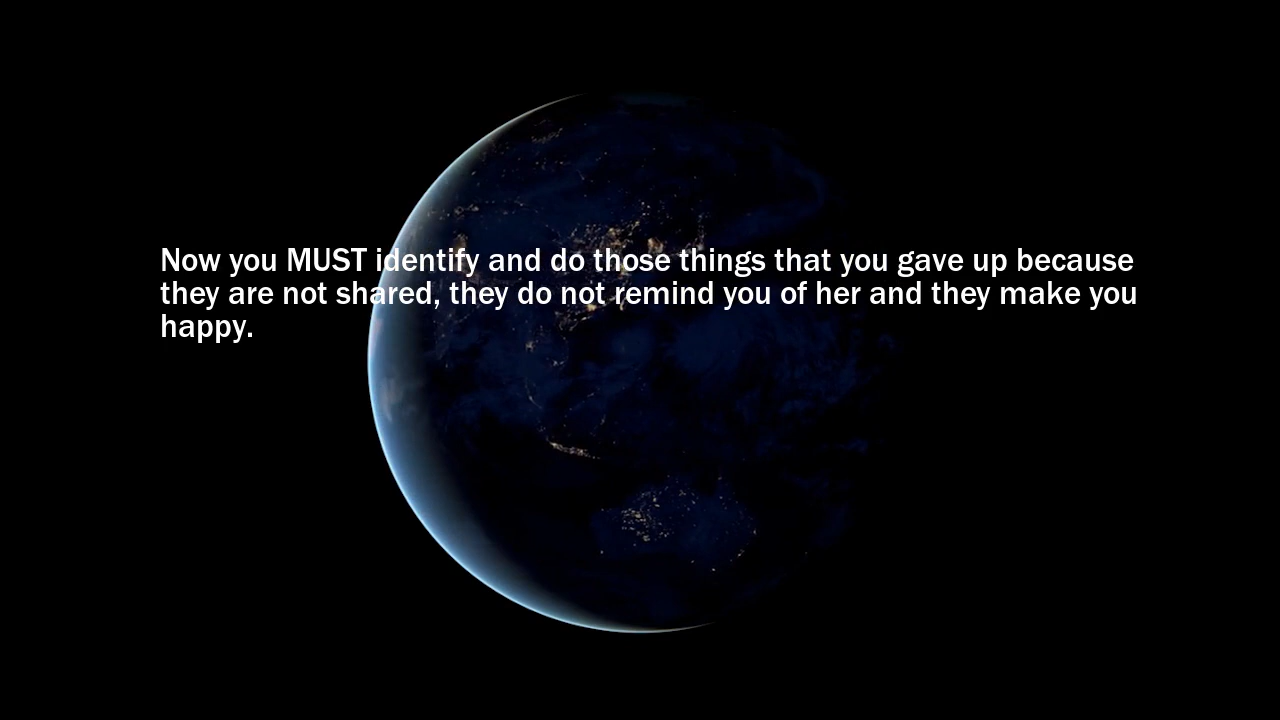 Now you MUST identify and do those things that you gave up because
they are not shared, they do not remind you of her and they make you
happy.